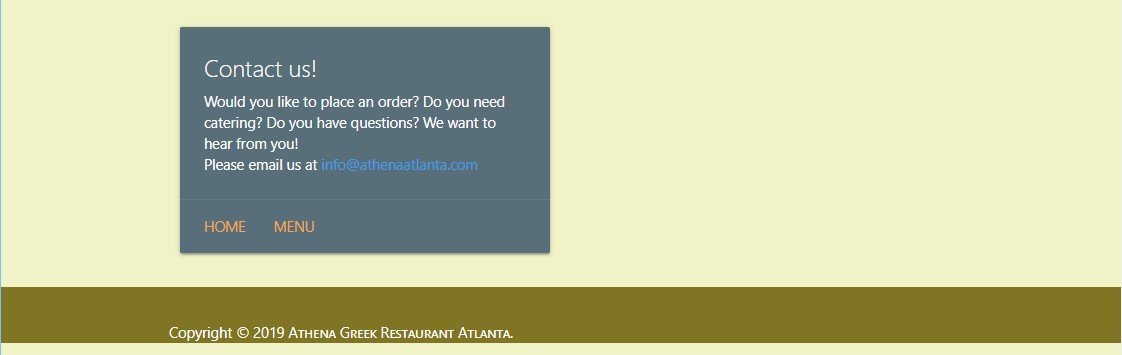 Contact us!
Would you like to place an order? Do you need
catering? Do you have questions? We want to
hear from you!
Please email us at info@athenaatlanta.com
HOME MENU
Copyright © 2019 Athena Greek Restaurant Atlanta.